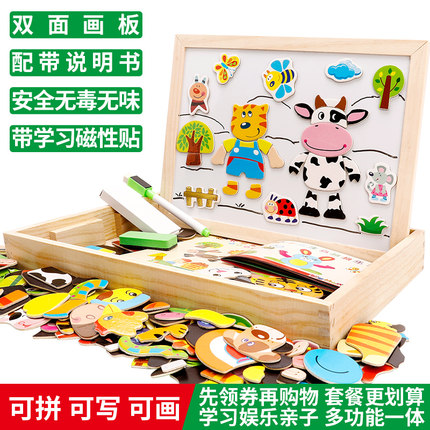 双面画板
配带说明书
安全无毒无味
带学习磁性贴
可拼 可写 可画
先领券再购物 套餐更划算
学习娱乐亲子 多功能一体